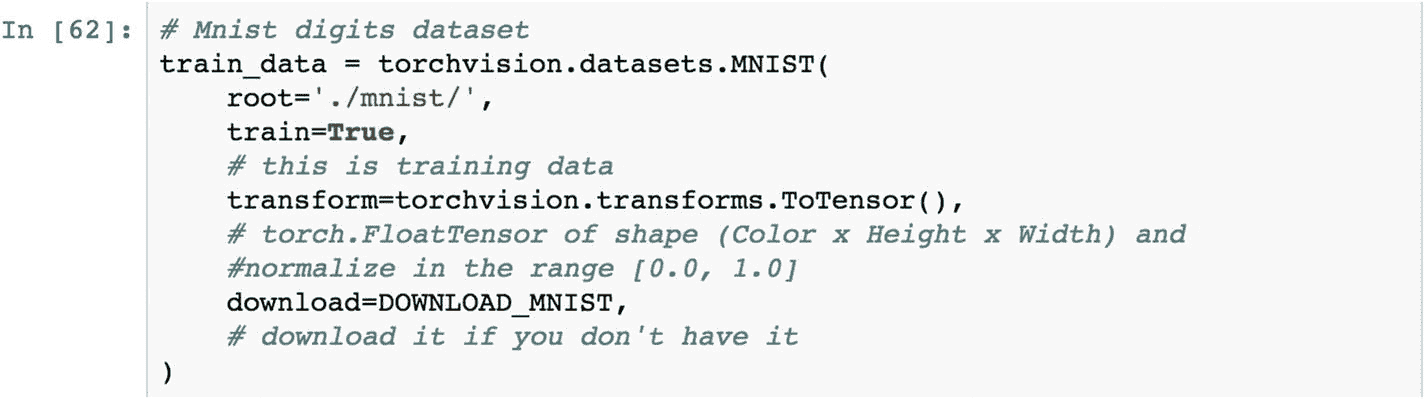 In [62]: # Mnist digits dataset
train_data = torchvision.datasets.MNIST(
    root='./mnist/',
    train=True,
    # this is training data
    transform=torchvision.transforms.ToTensor(),
    # torch.FloatTensor of shape (Color x Height x Width) and
    #normalize in the range [0.0, 1.0]
    download=DOWNLOAD_MNIST,
    # download it if you don't have it
)